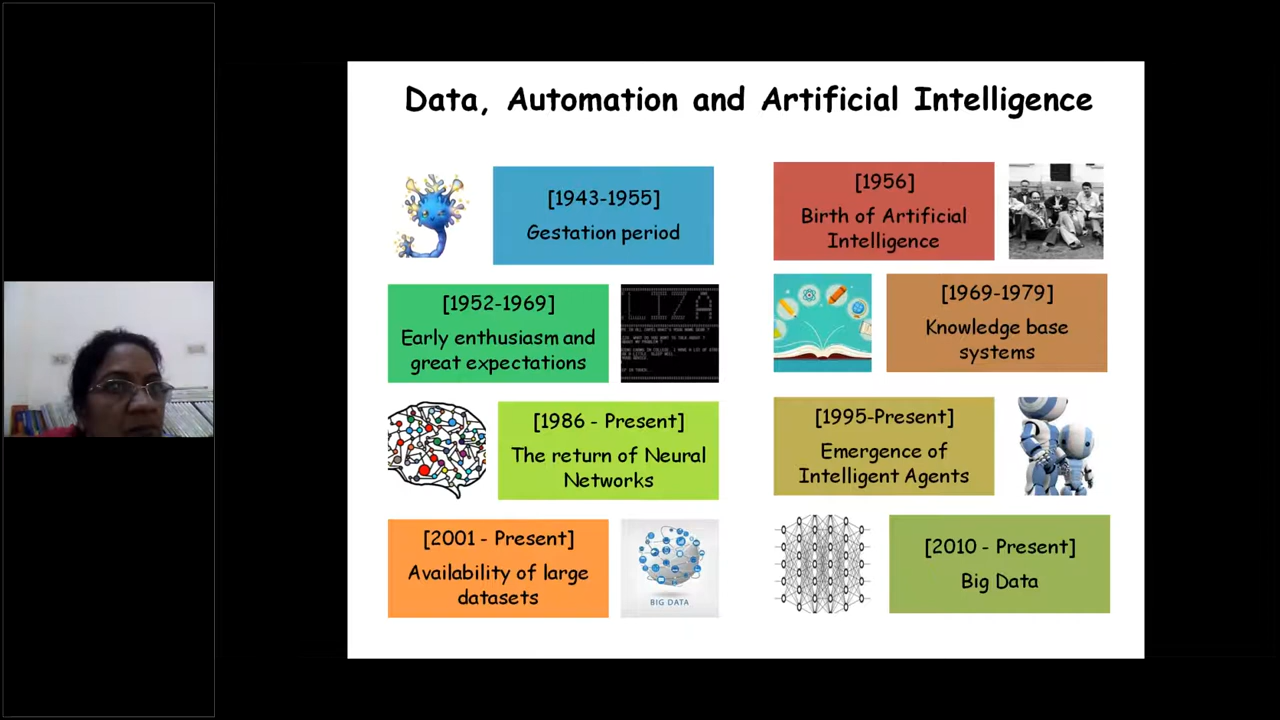 Data, Automation and Artificial Intelligence
[1943-1955]
Gestation period
[1956]
Birth of Artificial
Intelligence
[1952-1969]
Early enthusiasm and
great expectations
LIZA
[1969-1979]
Knowledge base
systems
[1986 - Present]
The return of Neural
Networks
[1995-Present]
Emergence of
Intelligent Agents
[2001 - Present]
Availability of large
datasets
BIG DATA
[2010 - Present]
Big Data